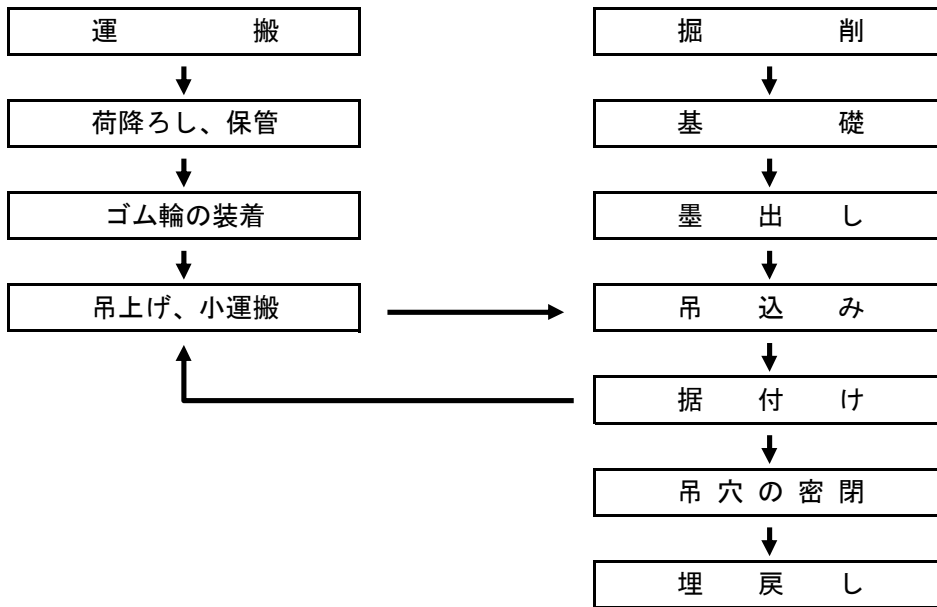 運搬
荷降ろし、保管
ゴム輪の装着
吊上げ、小運搬
掘削
基礎
墨出し
吊込み
据付け
吊穴の密閉
埋戻し